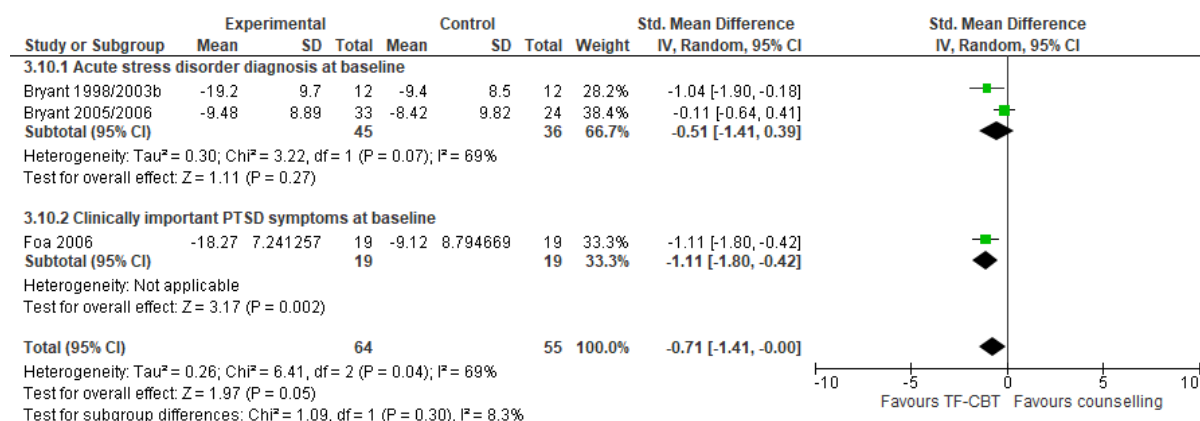 Experimental Control Std. Mean Difference Std. Mean Difference
Study or Subgroup Mean SD Total Mean SD Total Weight IV, Random, 95% CI IV, Random, 95% CI
3.10.1 Acute stress disorder diagnosis at baseline
Bryant 1998/2003b -19.2 9.7 12 -9.4 8.5 12 28.2% -1.04 [-1.90, -0.18]
Bryant 2005/2006 -9.48 8.89 33 -8.42 9.82 24 38.4% -0.11 [-0.64, 0.41]
Subtotal (95% CI) 45 36 66.7% -0.51 [-1.41, 0.39]
Heterogeneity: Tau² = 0.30; Chi² = 3.22, df = 1 (P = 0.07); I² = 69%
Test for overall effect: Z = 1.11 (P = 0.27)
3.10.2 Clinically important PTSD symptoms at baseline
Foa 2006 -18.27 7.241257 19 -9.12 8.794669 19 33.3% -1.11 [-1.80, -0.42]
Subtotal (95% CI) 19 19 33.3% -1.11 [-1.80, -0.42]
Heterogeneity: Not applicable
Test for overall effect: Z = 3.17 (P = 0.002)
Total (95% CI) 64 55 100.0% -0.71 [-1.41, -0.00]
Heterogeneity: Tau² = 0.26; Chi² = 6.41, df = 2 (P = 0.04); I² = 69%
Test for overall effect: Z = 1.97 (P = 0.05)
Test for subgroup differences: Chi² = 1.09, df = 1 (P = 0.30), I² = 8.3%
-10 -5 0 5 10
Favours TF-CBT Favours counselling